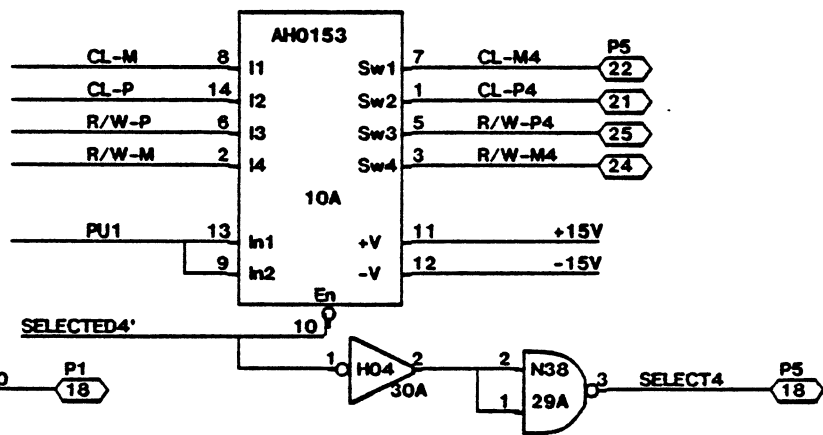 AH0153 P5
CL-M 8 I1 Sw1 7 CL-M4 22
CL-P 14 I2 Sw2 1 CL-P4 21
R/W-P 6 I3 Sw3 5 R/W-P4 25
R/W-M 2 I4 Sw4 3 R/W-M4 24
10A
PU1 13 In1 +V 11 +15V
9 In2 -V 12 -15V
En
SELECTED4' 10
0 P1 18
1 H04 2 30A
2 N38 3 SELECT4 P5 18
1 29A